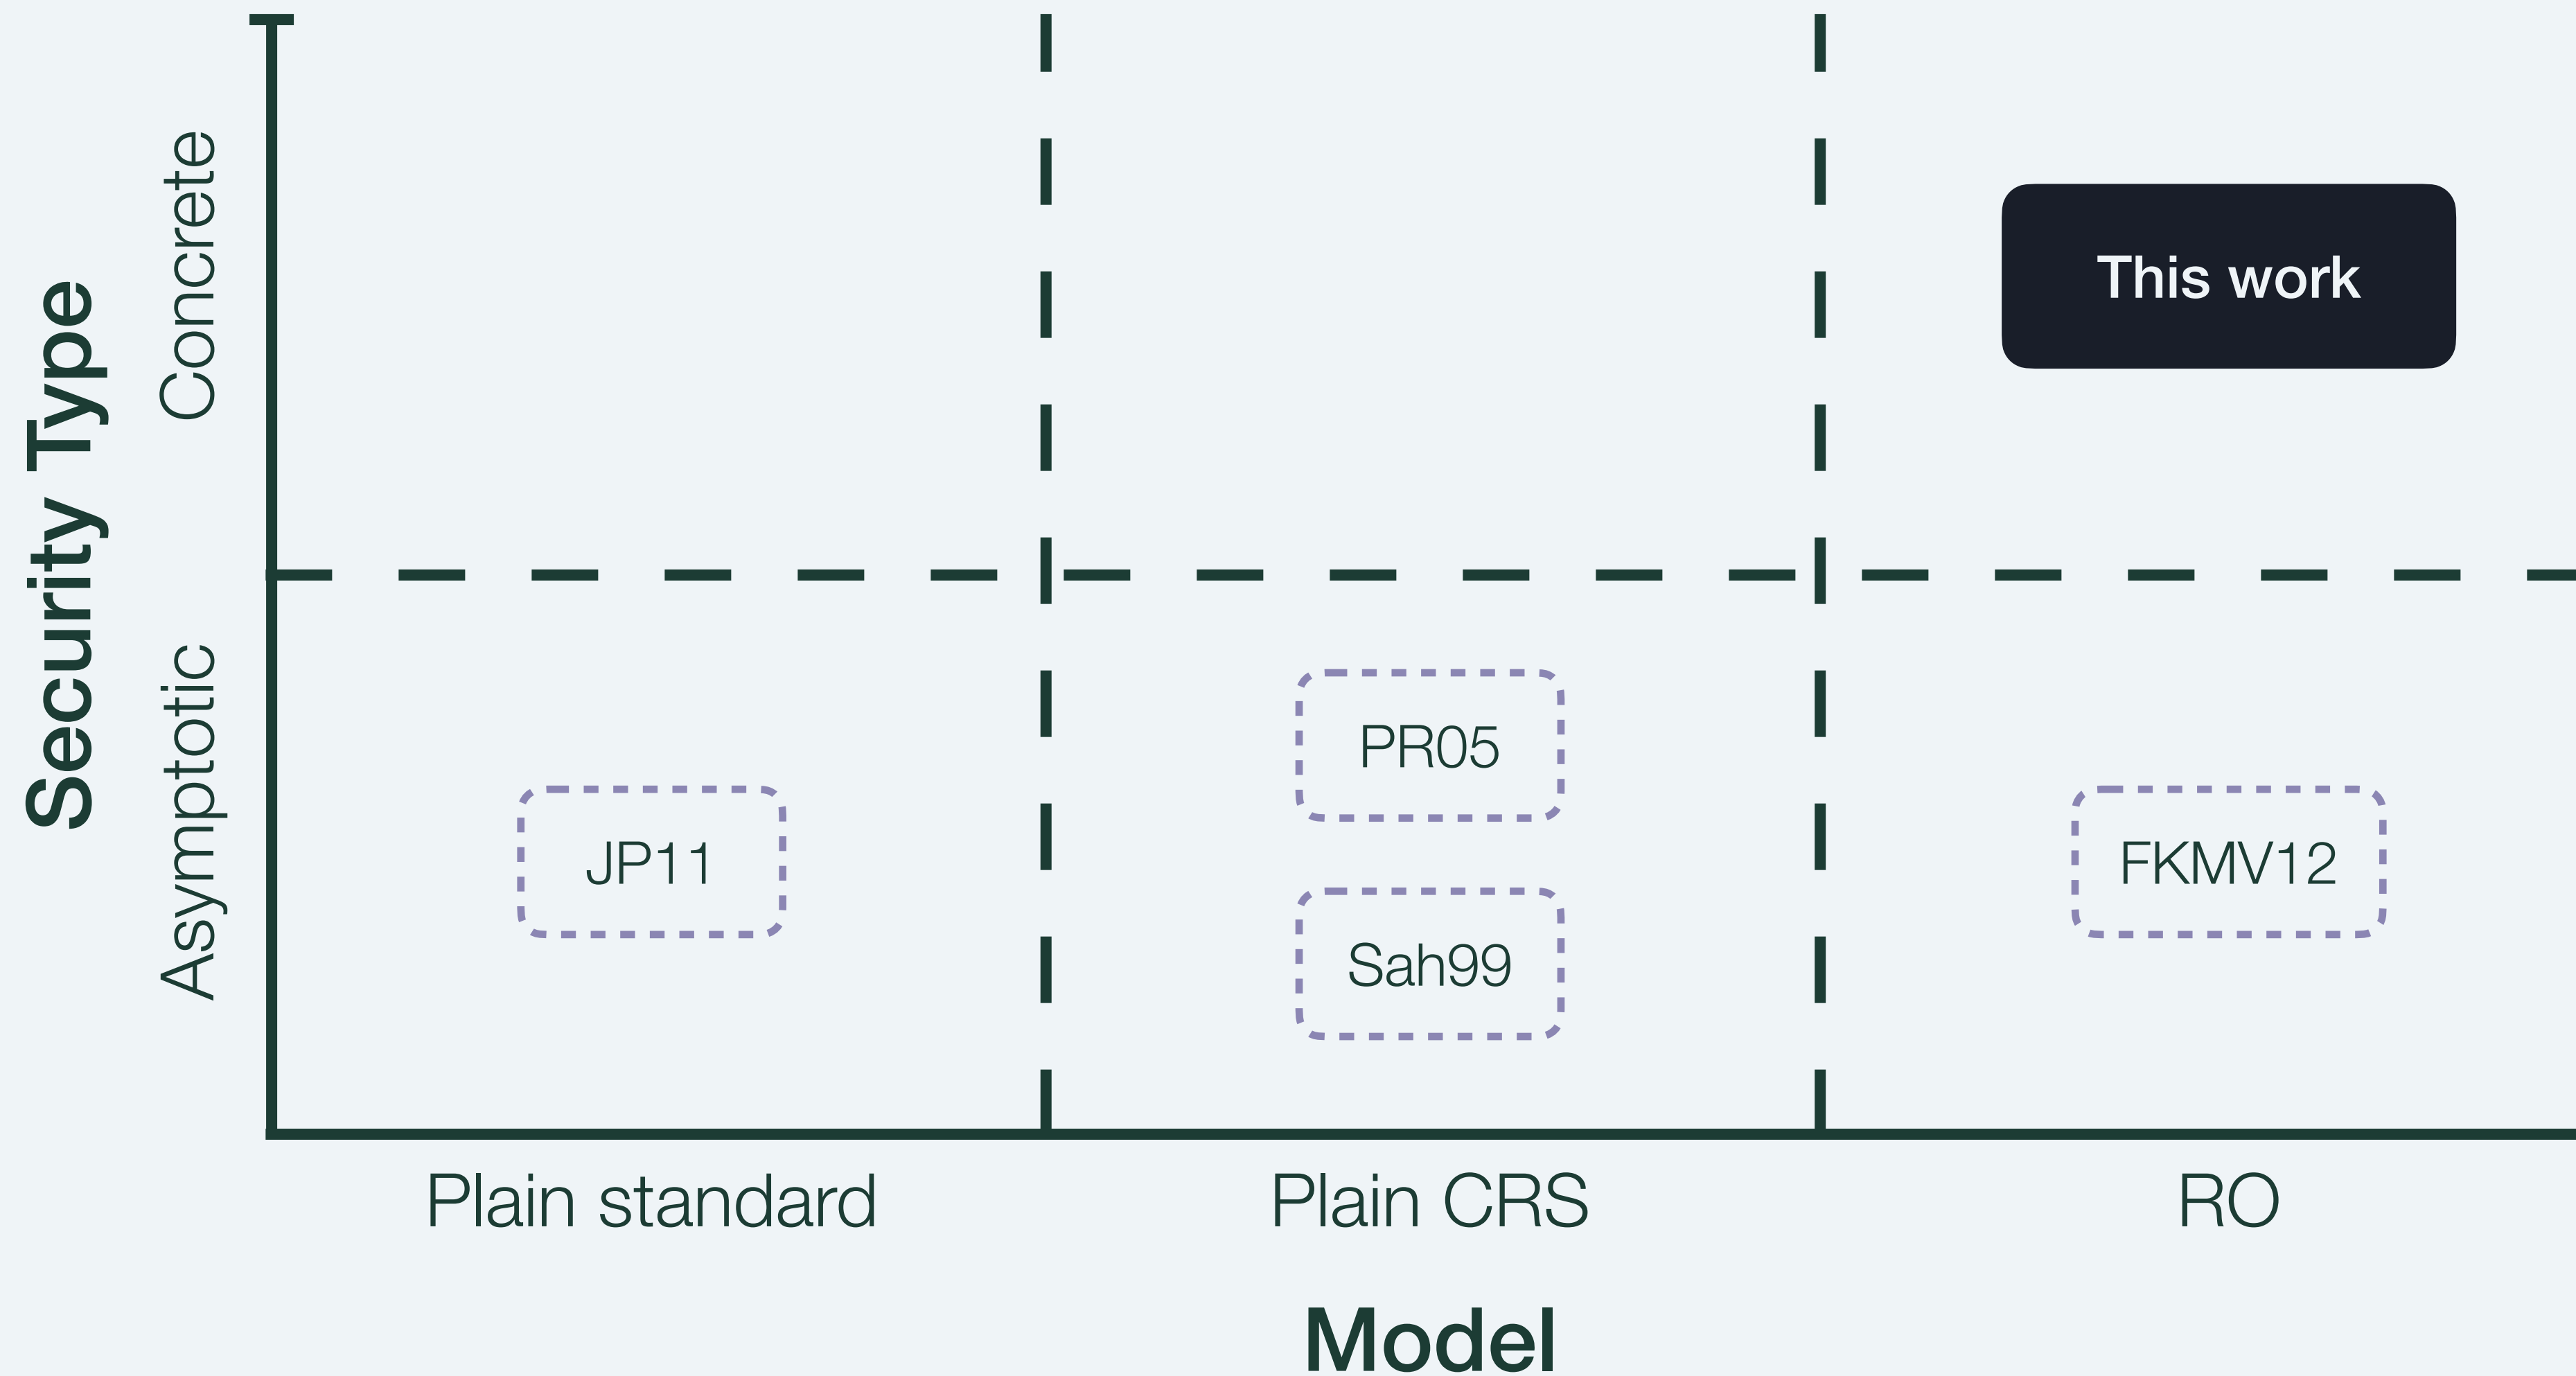 Security Type
Concrete
Asymptotic
This work
PR05
JP11
FKMV12
Sah99
Plain standard
Plain CRS
RO
Model